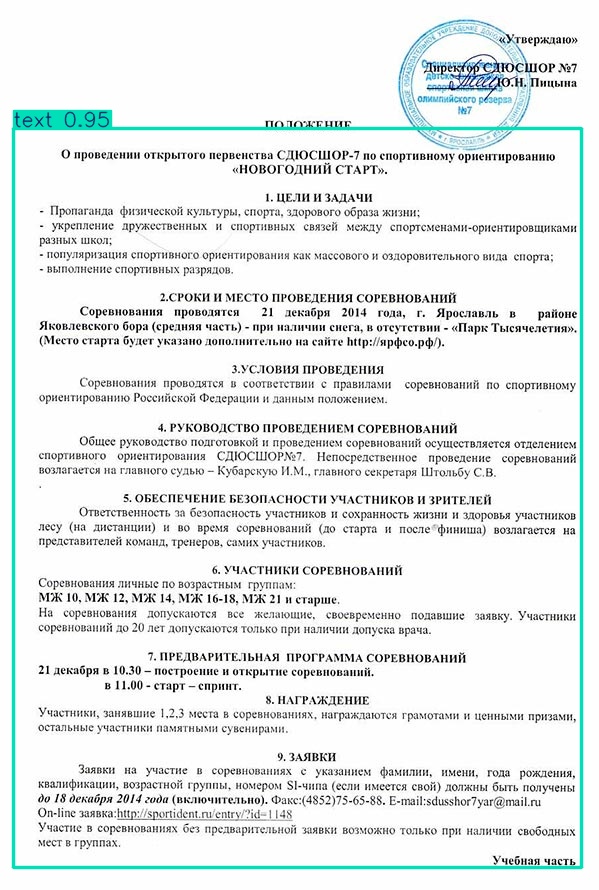 «Утверждаю»
Директор СДЮСШОР №7
Ю.Н. Пицына
олимпийского резерва
№7
text 0.95
ПОЛОЖЕНИЕ
О проведении открытого первенства СДЮСШОР-7 по спортивному ориентированию
«НОВОГОДНИЙ СТАРТ».
1. ЦЕЛИ И ЗАДАЧИ
- Пропаганда физической культуры, спорта, здорового образа жизни;
- укрепление дружественных и спортивных связей между спортсменами-ориентировщиками
разных школ;
- популяризация спортивного ориентирования как массового и оздоровительного вида спорта;
- выполнение спортивных разрядов.
2.СРОКИ И МЕСТО ПРОВЕДЕНИЯ СОРЕВНОВАНИЙ
Соревнования проводятся 21 декабря 2014 года, г. Ярославль в районе
Яковлевского бора (средняя часть) - при наличии снега, в отсутствии - «Парк Тысячелетия».
(Место старта будет указано дополнительно на сайте http://ярфсо.рф/).
3.УСЛОВИЯ ПРОВЕДЕНИЯ
Соревнования проводятся в соответствии с правилами соревнований по спортивному
ориентированию Российской Федерации и данным положением.
4. РУКОВОДСТВО ПРОВЕДЕНИЕМ СОРЕВНОВАНИЙ
Общее руководство подготовкой и проведением соревнований осуществляется отделением
спортивного ориентирования СДЮСШОР№7. Непосредственное проведение соревнований
возлагается на главного судью – Кубарскую И.М., главного секретаря Штольбу С.В.
.
5. ОБЕСПЕЧЕНИЕ БЕЗОПАСНОСТИ УЧАСТНИКОВ И ЗРИТЕЛЕЙ
Ответственность за безопасность участников и сохранность жизни и здоровья участников
лесу (на дистанции) и во время соревнований (до старта и после финиша) возлагается на
представителей команд, тренеров, самих участников.
6. УЧАСТНИКИ СОРЕВНОВАНИЙ
Соревнования личные по возрастным группам:
МЖ 10, МЖ 12, МЖ 14, МЖ 16-18, МЖ 21 и старше.
На соревнования допускаются все желающие, своевременно подавшие заявку. Участники
соревнований до 20 лет допускаются только при наличии допуска врача.
7. ПРЕДВАРИТЕЛЬНАЯ ПРОГРАММА СОРЕВНОВАНИЙ
21 декабря в 10.30 – построение и открытие соревнований.
в 11.00 - старт – спринт.
8. НАГРАЖДЕНИЕ
Участники, занявшие 1,2,3 места в соревнованиях, награждаются грамотами и ценными призами,
остальные участники памятными сувенирами.
9. ЗАЯВКИ
Заявки на участие в соревнованиях с указанием фамилии, имени, года рождения,
квалификации, возрастной группы, номером SI-чипа (если имеется свой) должны быть получены
до 18 декабря 2014 года (включительно). Факс:(4852)75-65-88. E-mail:sdusshor7yar@mail.ru
On-line заявка:http://sportident.ru/entry/?id=1148
Участие в соревнованиях без предварительной заявки возможно только при наличии свободных
мест в группах.
Учебная часть